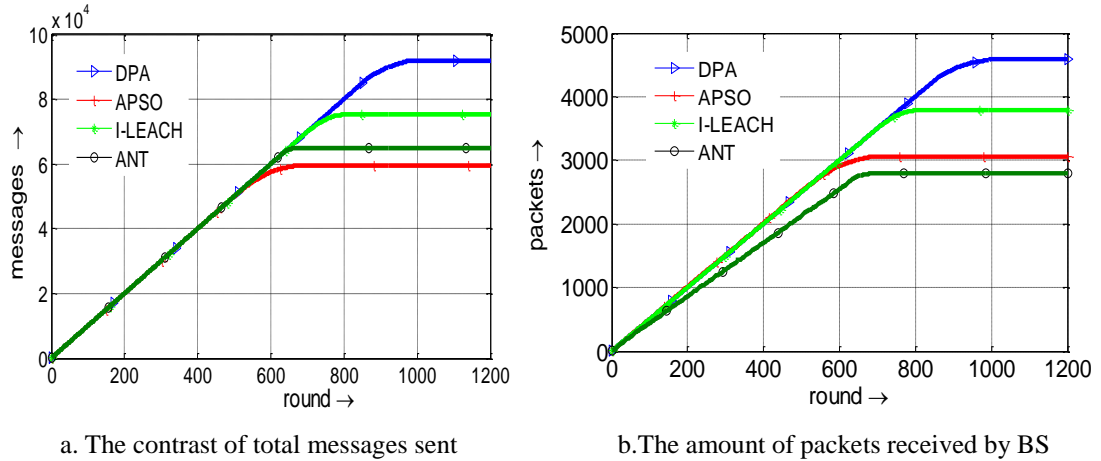 x 10^4
10
8
6
4
2
0
0 200 400 600 800 1000 1200
messages →
round →
DPA
APSO
I-LEACH
ANT
a. The contrast of total messages sent
5000
4000
3000
2000
1000
0
0 200 400 600 800 1000 1200
packets →
round →
DPA
APSO
I-LEACH
ANT
b.The amount of packets received by BS